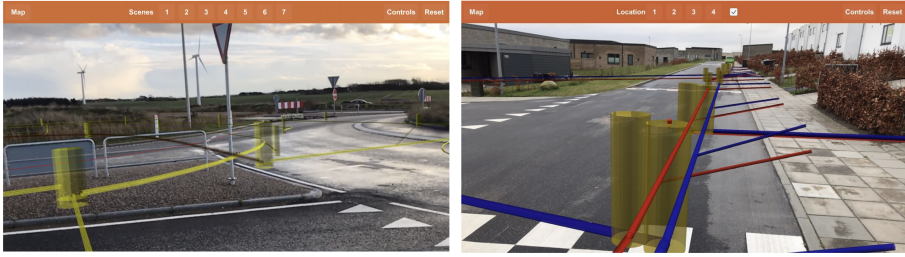 Map Scenes 1 2 3 4 5 6 7 Controls Reset
Map Location 1 2 3 4 Controls Reset